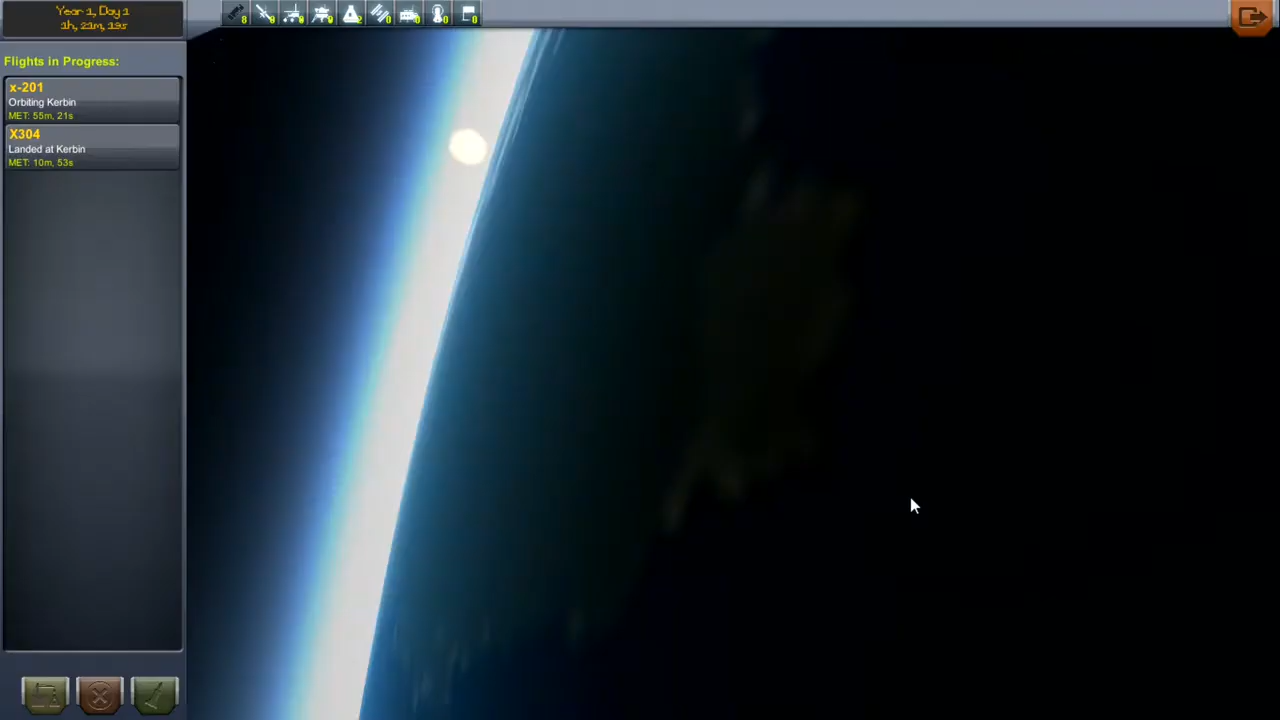 Year 1, Day 1
1h, 21m, 19s
Flights in Progress:
x-201
Orbiting Kerbin
MET: 55m, 21s
X304
Landed at Kerbin
MET: 10m, 53s